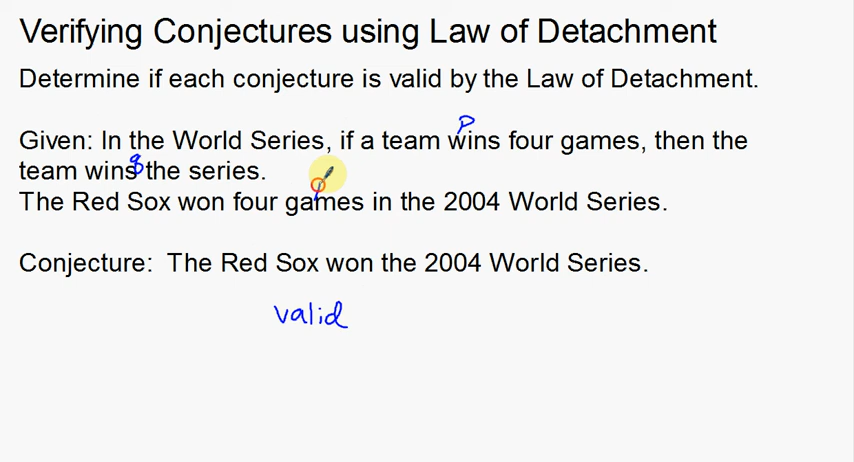 Verifying Conjectures using Law of Detachment
Determine if each conjecture is valid by the Law of Detachment.
P
Given: In the World Series, if a team wins four games, then the
team wins the series.
q
The Red Sox won four games in the 2004 World Series.
Conjecture: The Red Sox won the 2004 World Series.
valid